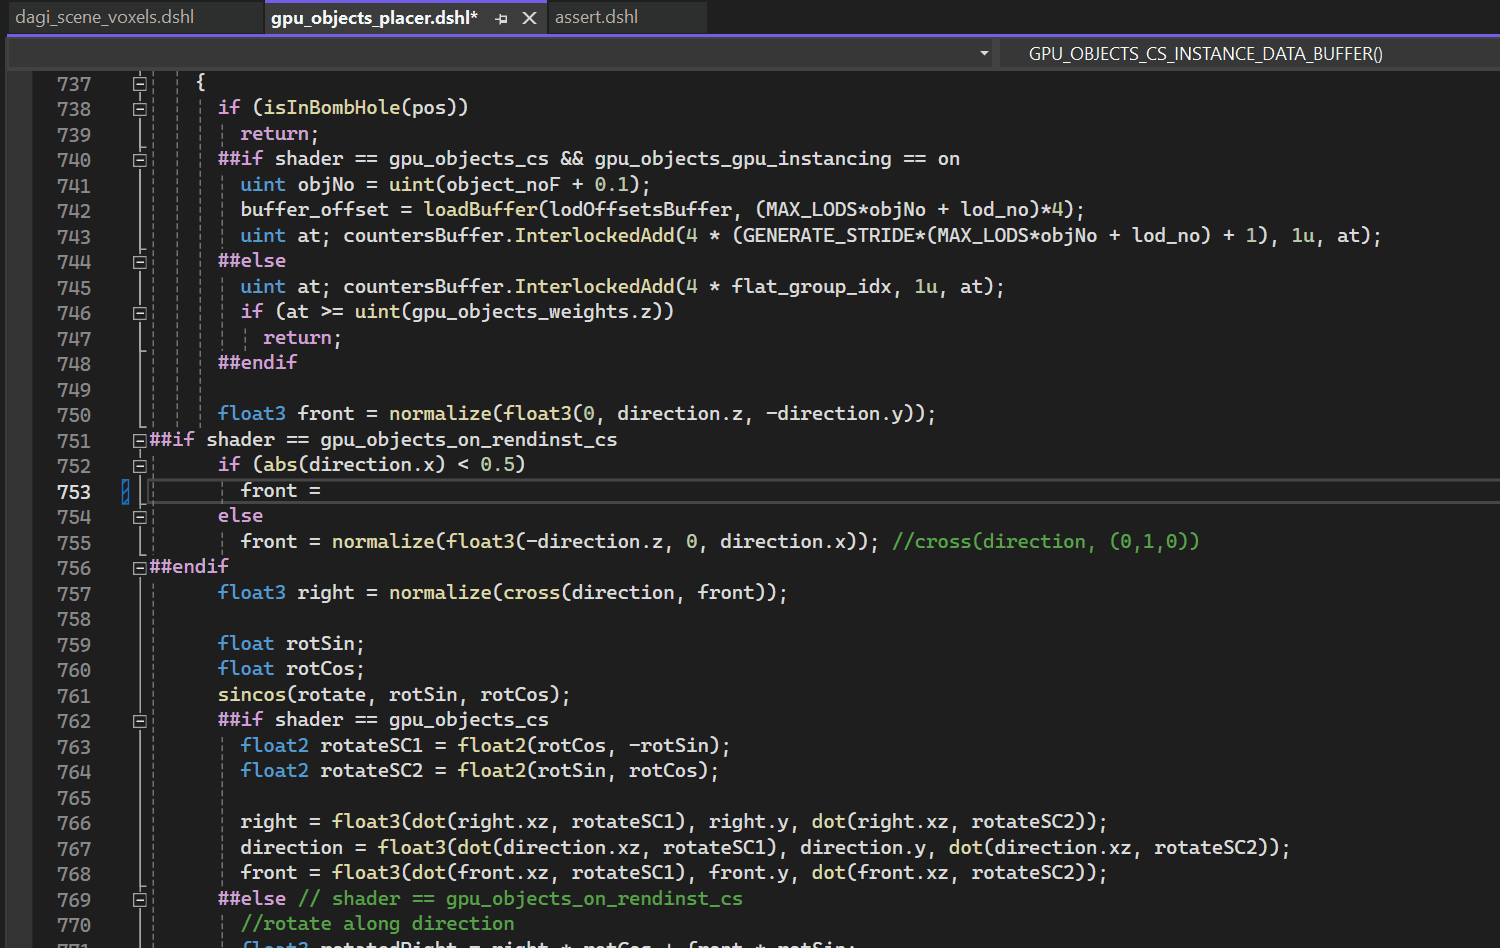 dagi_scene_voxels.dshl gpu_objects_placer.dshl* assert.dshl
GPU_OBJECTS_CS_INSTANCE_DATA_BUFFER()
737 {
738 if (isInBombHole(pos))
739 return;
740 ##if shader == gpu_objects_cs && gpu_objects_gpu_instancing == on
741 uint objNo = uint(object_noF + 0.1);
742 buffer_offset = loadBuffer(lodOffsetsBuffer, (MAX_LODS*objNo + lod_no)*4);
743 uint at; countersBuffer.InterlockedAdd(4 * (GENERATE_STRIDE*(MAX_LODS*objNo + lod_no) + 1), 1u, at);
744 ##else
745 uint at; countersBuffer.InterlockedAdd(4 * flat_group_idx, 1u, at);
746 if (at >= uint(gpu_objects_weights.z))
747 return;
748 ##endif
749
750 float3 front = normalize(float3(0, direction.z, -direction.y));
751 ##if shader == gpu_objects_on_rendinst_cs
752 if (abs(direction.x) < 0.5)
753 front =
754 else
755 front = normalize(float3(-direction.z, 0, direction.x)); //cross(direction, (0,1,0))
756 ##endif
757 float3 right = normalize(cross(direction, front));
758
759 float rotSin;
760 float rotCos;
761 sincos(rotate, rotSin, rotCos);
762 ##if shader == gpu_objects_cs
763 float2 rotateSC1 = float2(rotCos, -rotSin);
764 float2 rotateSC2 = float2(rotSin, rotCos);
765
766 right = float3(dot(right.xz, rotateSC1), right.y, dot(right.xz, rotateSC2));
767 direction = float3(dot(direction.xz, rotateSC1), direction.y, dot(direction.xz, rotateSC2));
768 front = float3(dot(front.xz, rotateSC1), front.y, dot(front.xz, rotateSC2));
769 ##else // shader == gpu_objects_on_rendinst_cs
770 //rotate along direction
771 float3 rotatedRight = right * rotCos + front * rotSin;